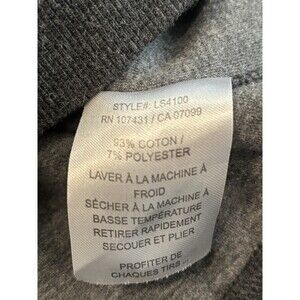 STYLE#: LS4100
RN 107431 / CA 07099
93% COTON /
7% POLYESTER
LAVER À LA MACHINE À
FROID
SÉCHER À LA MACHINE À
BASSE TEMPÉRATURE
RETIRER RAPIDEMENT
SECOUER ET PLIER
PROFITER DE
CHAQUES TIRS...